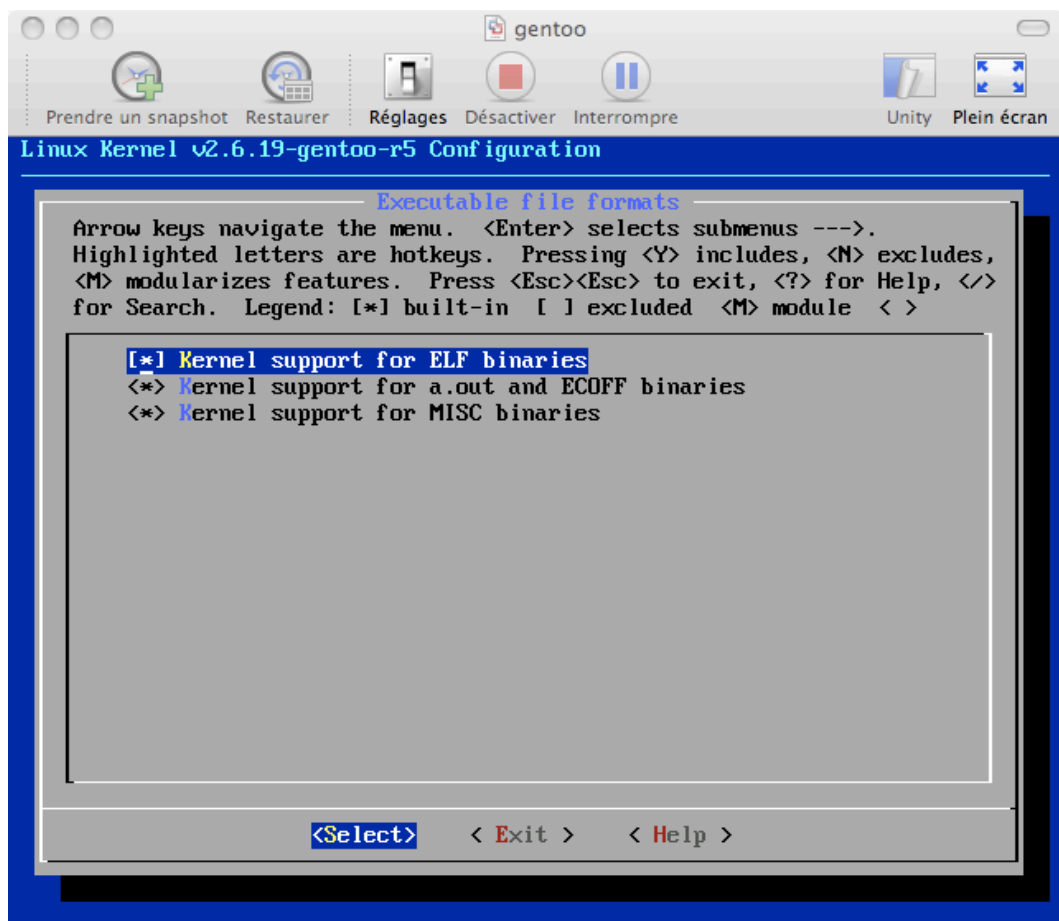 gentoo
Prendre un snapshot Restaurer Réglages Désactiver Interrompre Unity Plein écran
Linux Kernel v2.6.19-gentoo-r5 Configuration
Executable file formats
Arrow keys navigate the menu. <Enter> selects submenus --->.
Highlighted letters are hotkeys. Pressing <Y> includes, <N> excludes,
<M> modularizes features. Press <Esc><Esc> to exit, <?> for Help, </>
for Search. Legend: [*] built-in [ ] excluded <M> module < >
[*] Kernel support for ELF binaries
<*> Kernel support for a.out and ECOFF binaries
<*> Kernel support for MISC binaries
<Select> < Exit > < Help >